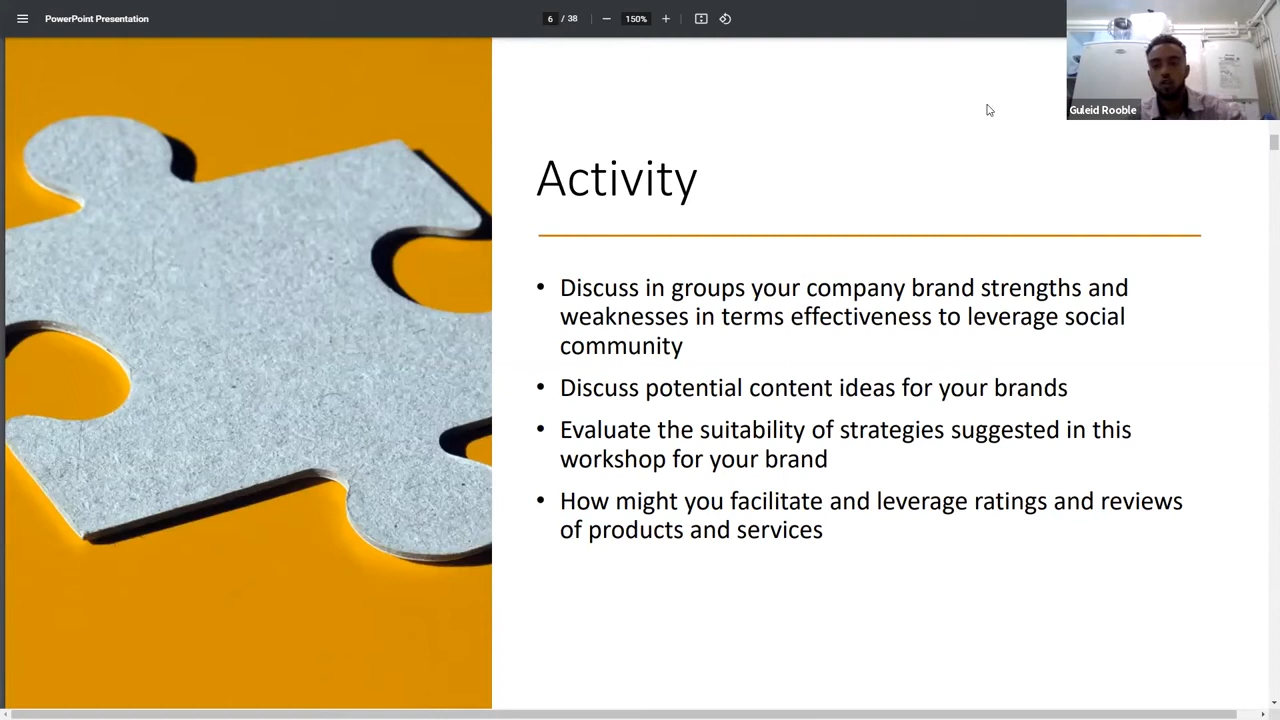 PowerPoint Presentation
6 / 38
150%
Guleid Rooble
Activity
• Discuss in groups your company brand strengths and
weaknesses in terms effectiveness to leverage social
community
• Discuss potential content ideas for your brands
• Evaluate the suitability of strategies suggested in this
workshop for your brand
• How might you facilitate and leverage ratings and reviews
of products and services